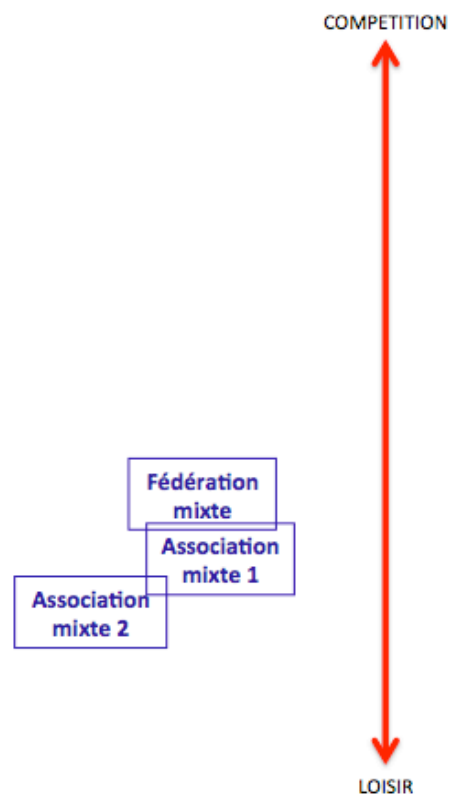 COMPETITION
Fédération
mixte
Association
mixte 1
Association
mixte 2
LOISIR